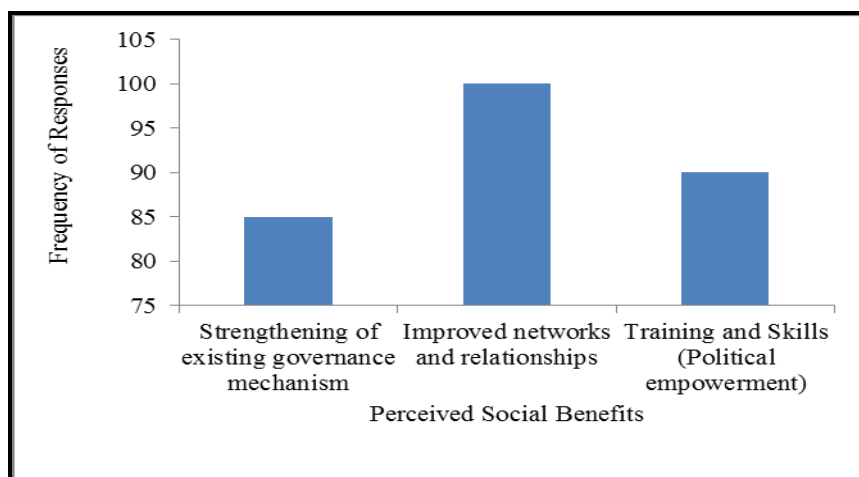 Frequency of Responses
105
100
95
90
85
80
75
Strengthening of
existing governance
mechanism
Improved networks
and relationships
Training and Skills
(Political
empowerment)
Perceived Social Benefits